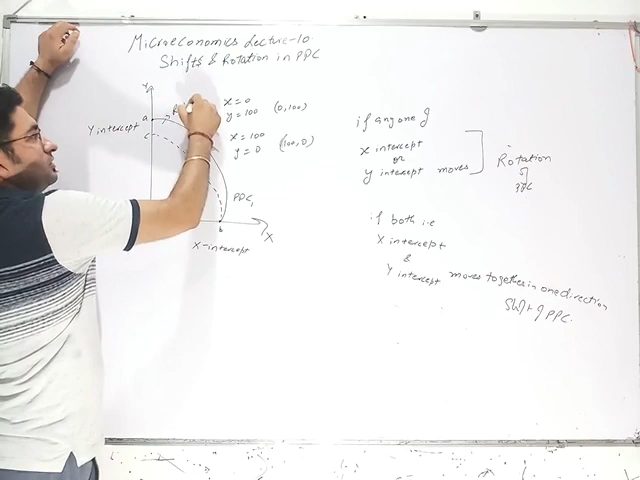 Microeconomics Lecture-10
Shifts & Rotation in PPC
y
a
Y intercept
c
x = 0
y = 100 (0,100)
x = 100
y = 0 (100,0)
PPC1
b
X
X-intercept
if any one of
X intercept
or
y intercept moves
Rotation
of
PPC
if both i.e
X intercept
&
Y intercept moves together in one direction
Shift of PPC.